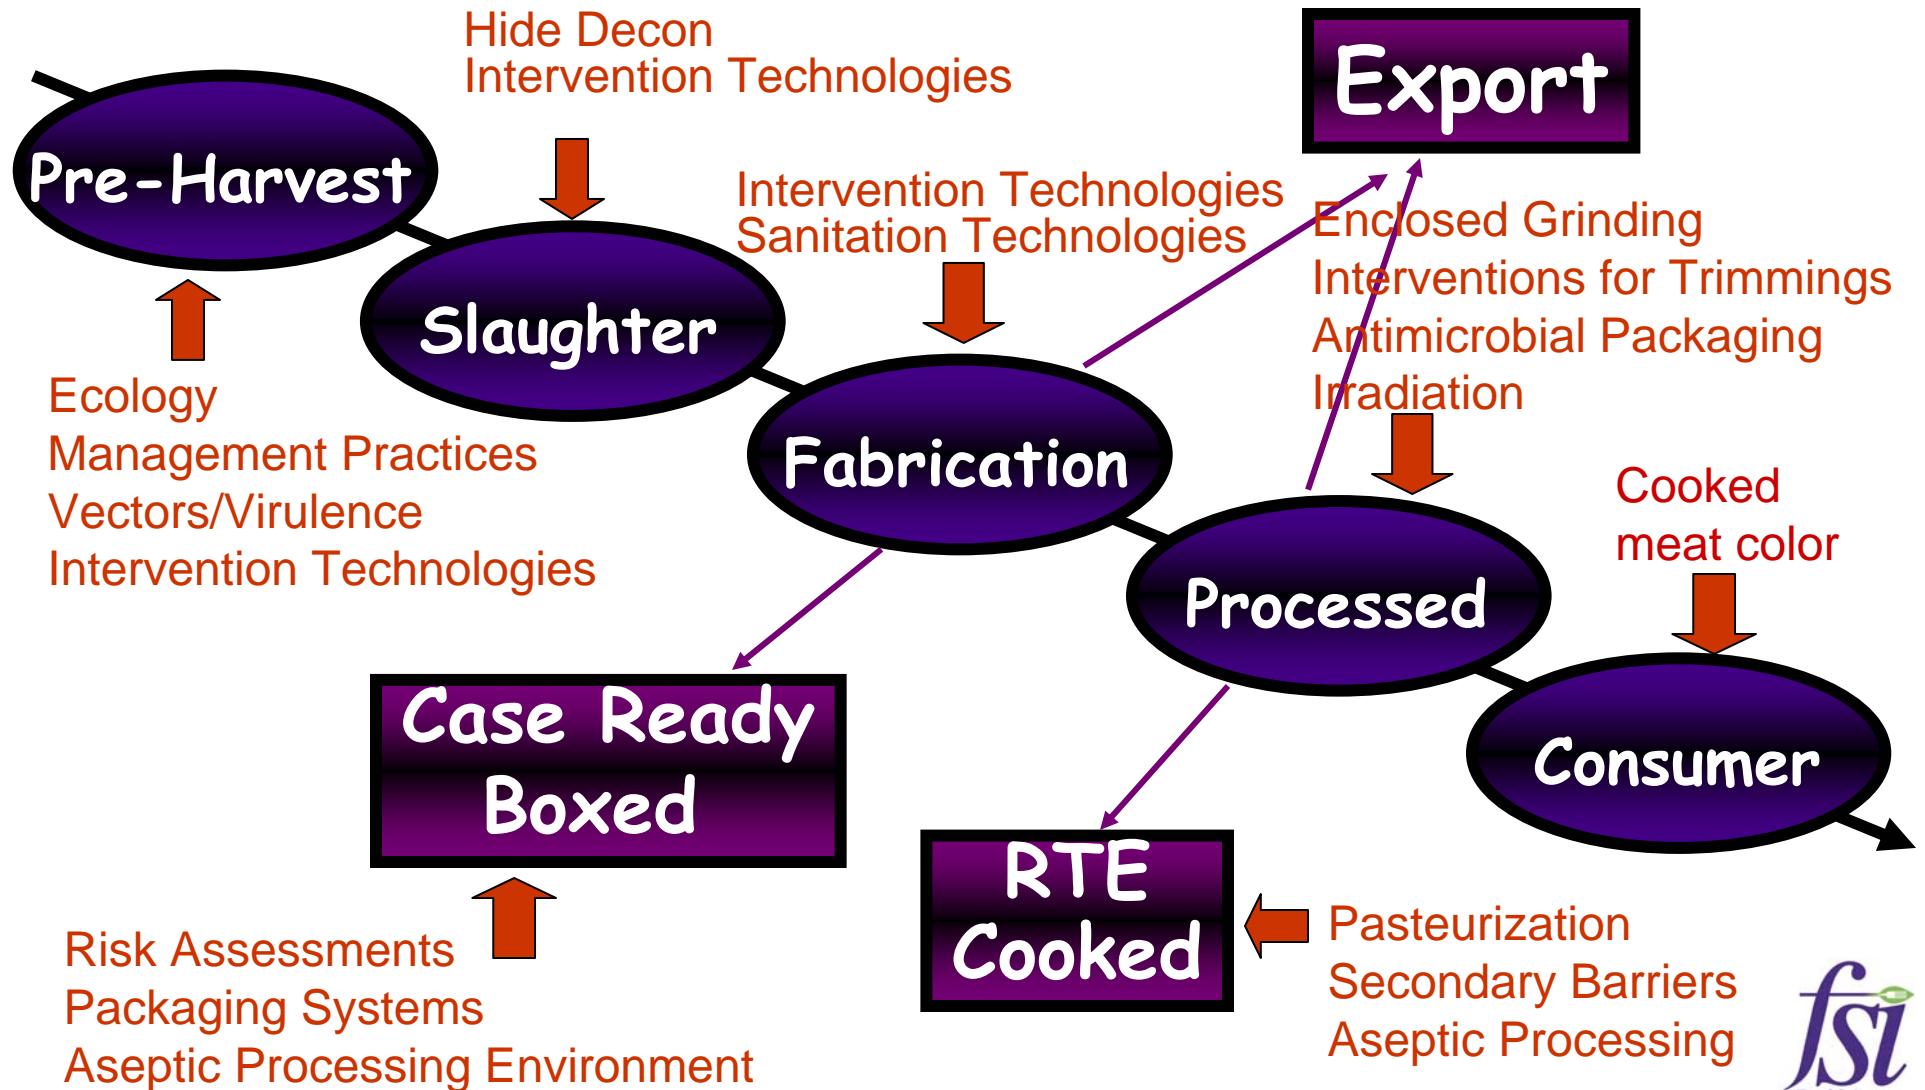 Hide Decon
Intervention Technologies
Export
Pre-Harvest
Intervention Technologies
Sanitation Technologies
Enclosed Grinding
Interventions for Trimmings
Antimicrobial Packaging
Irradiation
Slaughter
Ecology
Management Practices
Vectors/Virulence
Intervention Technologies
Fabrication
Cooked
meat color
Processed
Case Ready
Boxed
Consumer
RTE
Cooked
Risk Assessments
Packaging Systems
Aseptic Processing Environment
Pasteurization
Secondary Barriers
Aseptic Processing
fsi